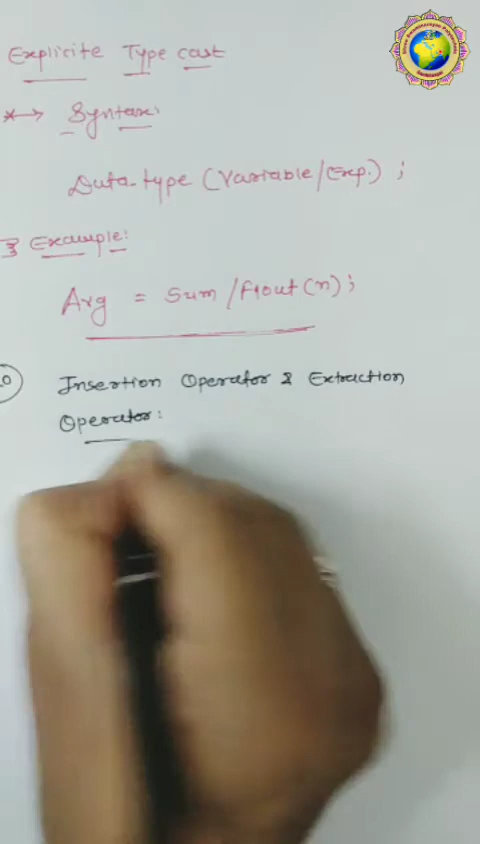 Explicite Type cast
* → Syntax:
Data-type (Variable/Exp.) ;
Example:
Avg = Sum/float(n);
Insertion Operator & Extraction
Operator: